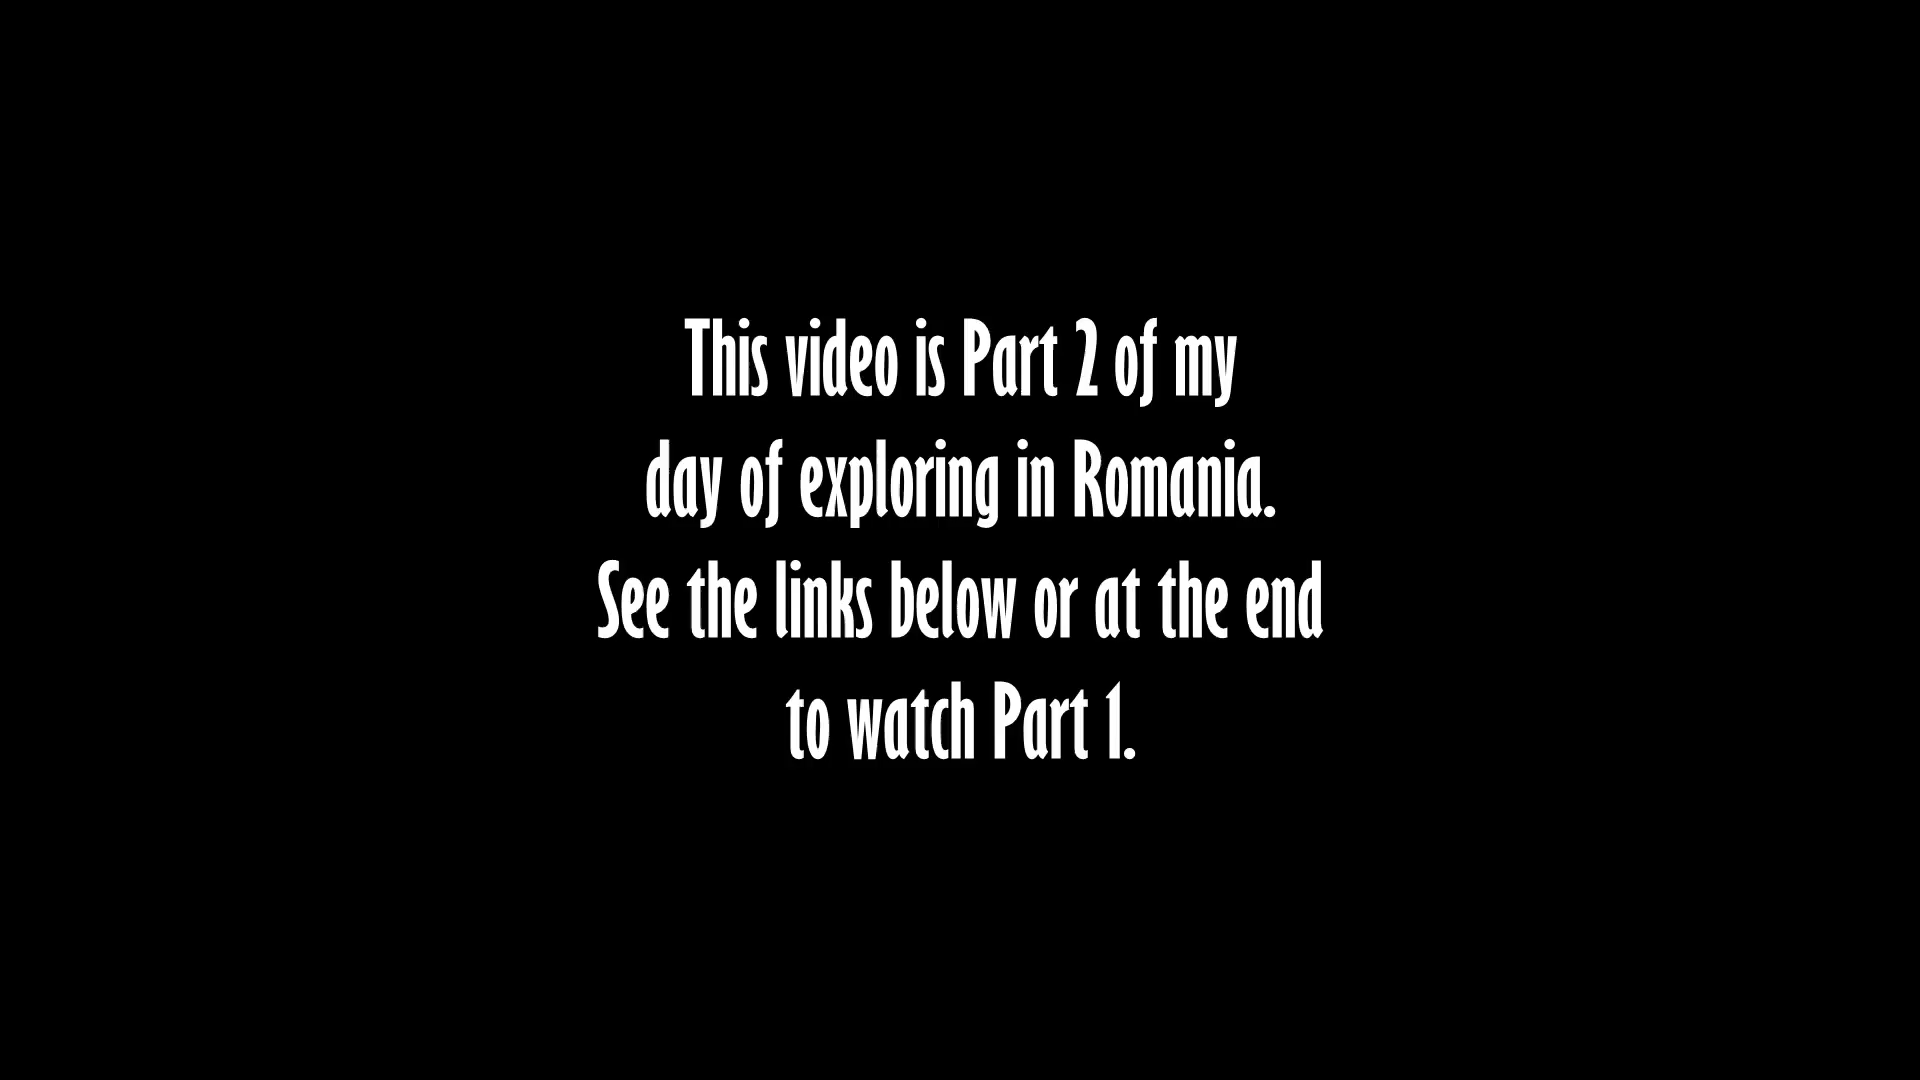 This video is Part 2 of my
day of exploring in Romania.
See the links below or at the end
to watch Part 1.